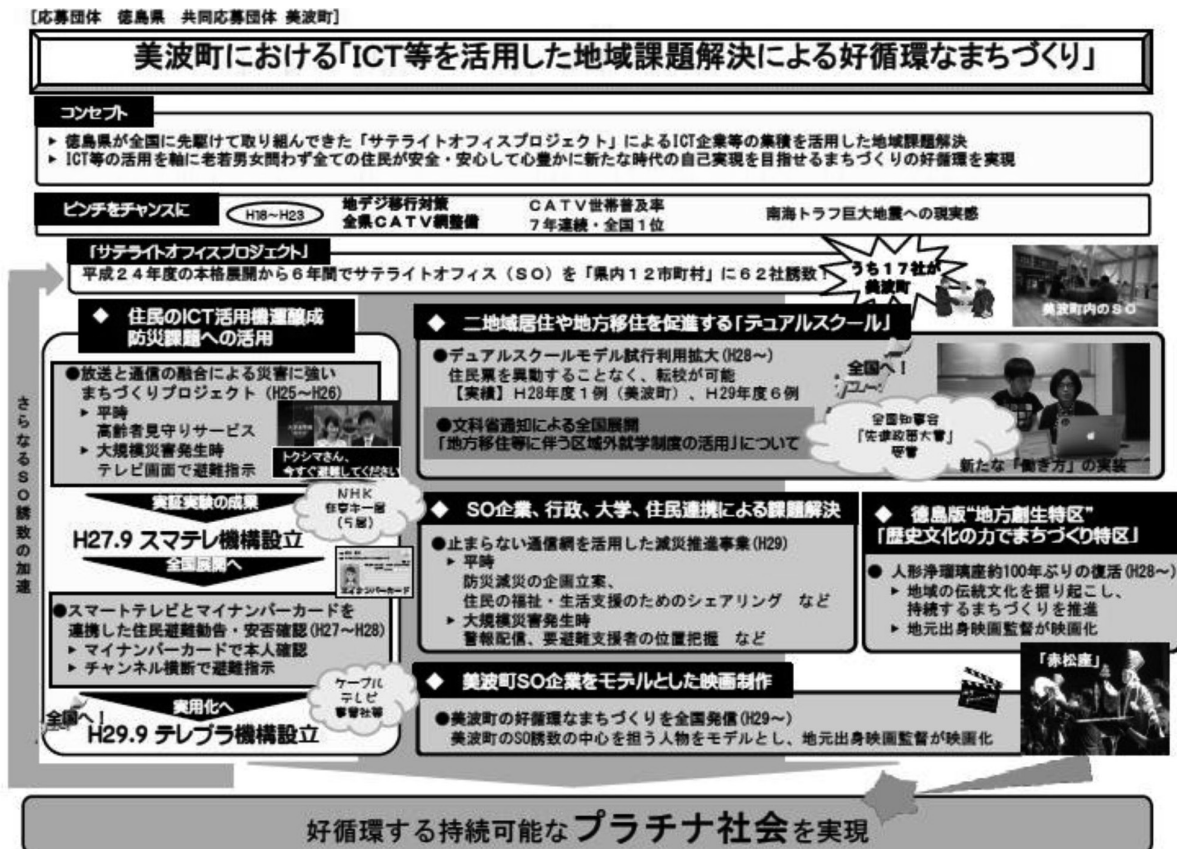 [応募団体 徳島県 共同応募団体 美波町]
美波町における「ICT等を活用した地域課題解決による好循環なまちづくり」
コンセプト
▶ 徳島県が全国に先駆けて取り組んできた「サテライトオフィスプロジェクト」によるICT企業等の集積を活用した地域課題解決
▶ ICT等の活用を軸に老若男女問わず全ての住民が安全・安心して心豊かに新たな時代の自己実現を目指せるまちづくりの好循環を実現
ピンチをチャンスに
H18~H23
地デジ移行対策
全県CATV網整備
CATV世帯普及率
7年連続・全国1位
南海トラフ巨大地震への現実感
「サテライトオフィスプロジェクト」
平成24年度の本格展開から6年間でサテライトオフィス(SO)を「県内12市町村」に62社誘致!
うち17社が
美波町
美波町内のSO
さらなるSO誘致の加速
◆ 住民のICT活用機運醸成
防災課題への活用
●放送と通信の融合による災害に強い
まちづくりプロジェクト(H25~H26)
▶ 平時
高齢者見守りサービス
▶ 大規模災害発生時
テレビ画面で避難指示
トクシマさん、
今すぐ避難してください
実証実験の成果
NHK
在京キー局
(5局)
H27.9 スマテレ機構設立
全国展開へ
マイナンバーカード
●スマートテレビとマイナンバーカードを
連携した住民避難勧告・安否確認(H27~H28)
▶ マイナンバーカードで本人確認
▶ チャンネル横断で避難指示
実用化へ
ケーブル
テレビ
事業社等
全国へ!
H29.9 テレプラ機構設立
◆ 二地域居住や地方移住を促進する「デュアルスクール」
●デュアルスクールモデル試行利用拡大(H28~)
住民票を異動することなく、転校が可能
【実績】H28年度1例(美波町)、H29年度6例
●文科省通知による全国展開
「地方移住等に伴う区域外就学制度の活用」について
全国へ!
全国知事会
「先進政策大賞」
受賞
新たな「働き方」の実装
◆ SO企業、行政、大学、住民連携による課題解決
●止まらない通信網を活用した減災推進事業(H29)
▶ 平時
防災減災の企画立案、
住民の福祉・生活支援のためのシェアリング など
▶ 大規模災害発生時
警報配信、要避難支援者の位置把握 など
◆ 徳島版"地方創生特区"
「歴史文化の力でまちづくり特区」
● 人形浄瑠璃座約100年ぶりの復活(H28~)
▶ 地域の伝統文化を掘り起こし、
持続するまちづくりを推進
▶ 地元出身映画監督が映画化
「赤松座」
◆ 美波町SO企業をモデルとした映画制作
●美波町の好循環なまちづくりを全国発信(H29~)
美波町のSO誘致の中心を担う人物をモデルとし、地元出身映画監督が映画化
好循環する持続可能なプラチナ社会を実現